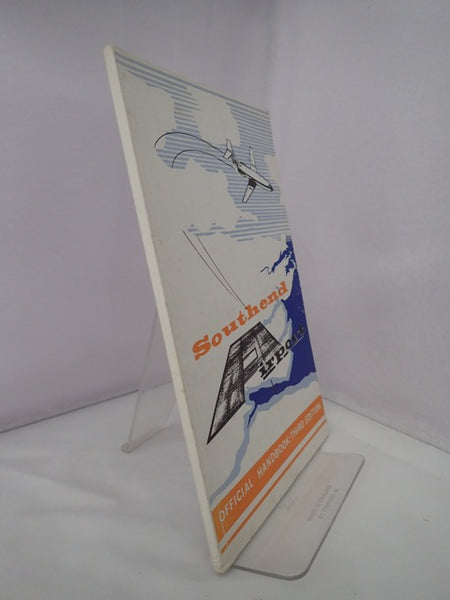 Southend
Airport
OFFICIAL HANDBOOK: THIRD EDITION